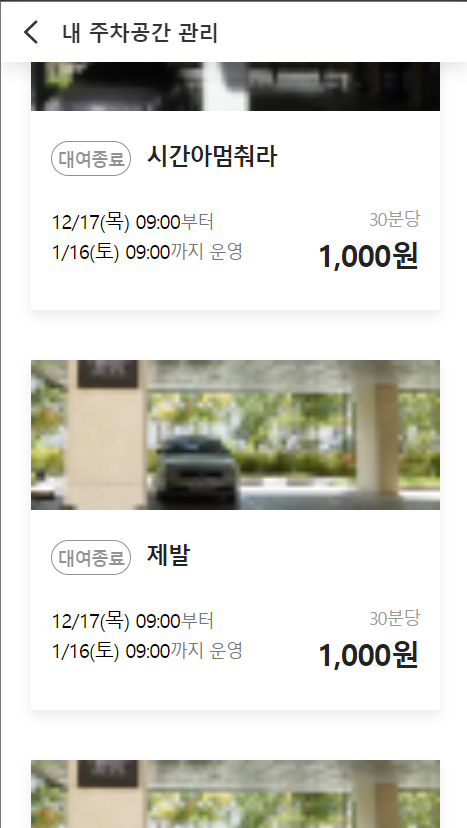 내 주차공간 관리
대여종료 시간아멈춰라
12/17(목) 09:00부터 30분당
1/16(토) 09:00까지 운영 1,000원
대여종료 제발
12/17(목) 09:00부터 30분당
1/16(토) 09:00까지 운영 1,000원